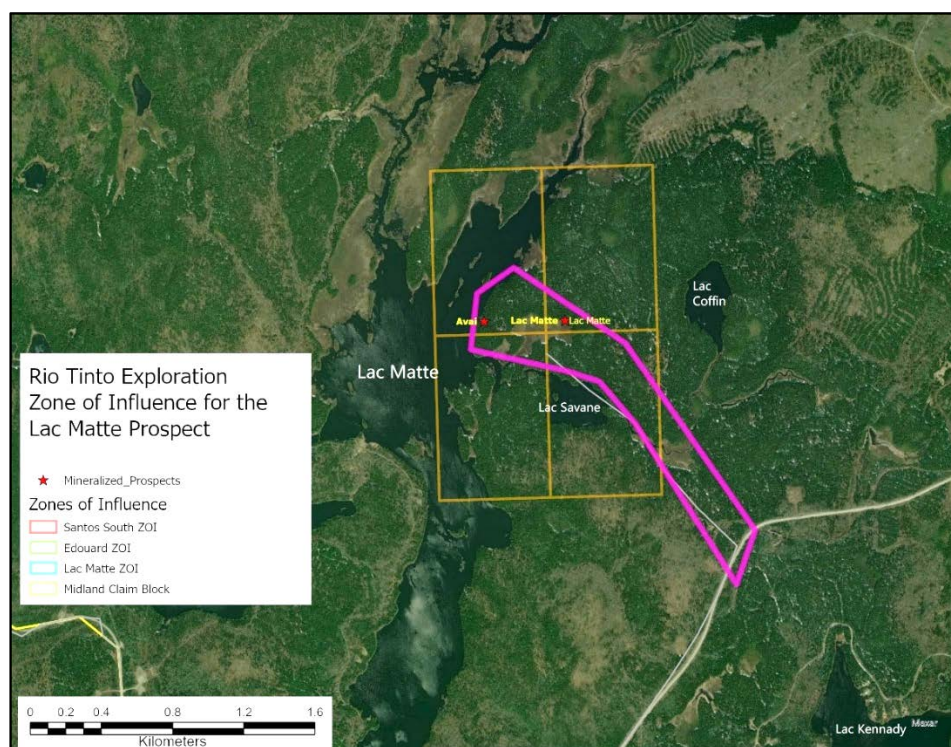 Lac
Coffin
Avai
Lac Matte
Lac Matte
Lac Matte
Lac Savane
Rio Tinto Exploration
Zone of Influence for the
Lac Matte Prospect
Mineralized_Prospects
Zones of Influence
Santos South ZOI
Edouard ZOI
Lac Matte ZOI
Midland Claim Block
0 0.2 0.4 0.8 1.2 1.6
Kilometers
Lac Kennady
Maxar